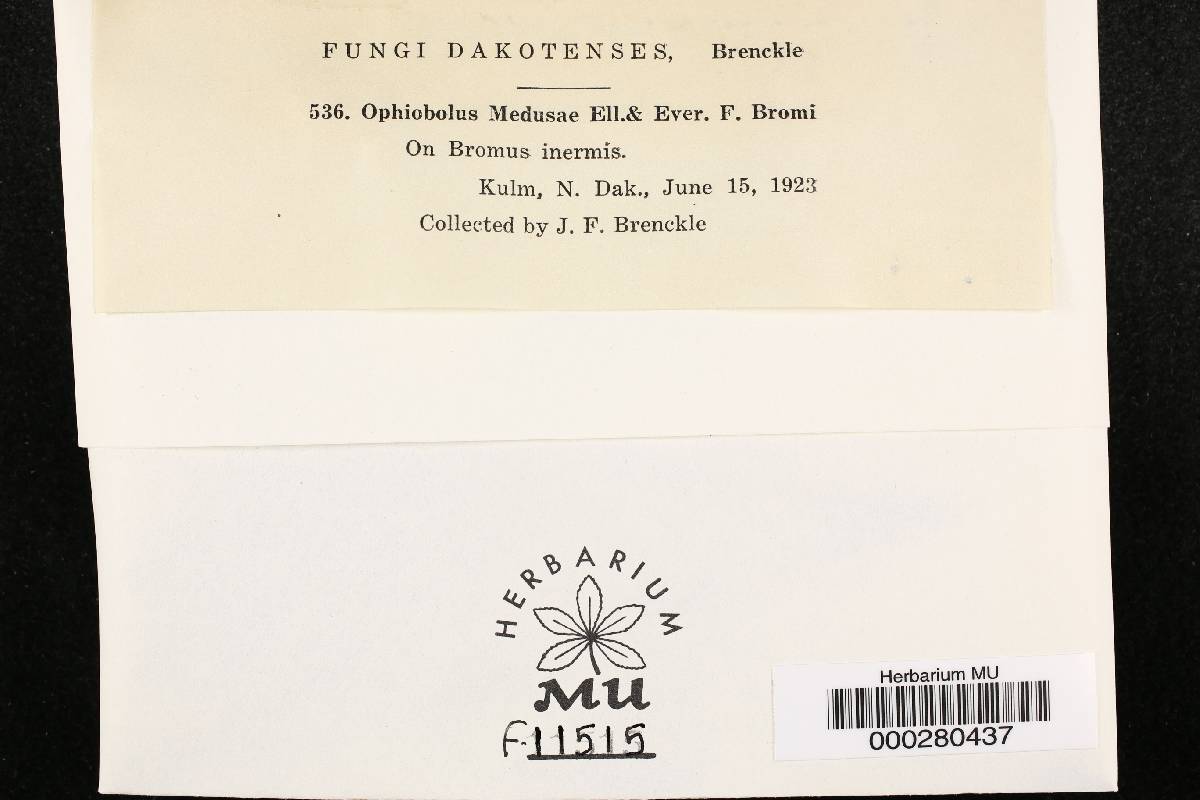 FUNGI DAKOTENSES, Brenckle
536. Ophiobolus Medusae Ell.& Ever. F. Bromi
On Bromus inermis.
Kulm, N. Dak., June 15, 1923
Collected by J. F. Brenckle
HERBARIUM
MU
F-11515
Herbarium MU
000280437